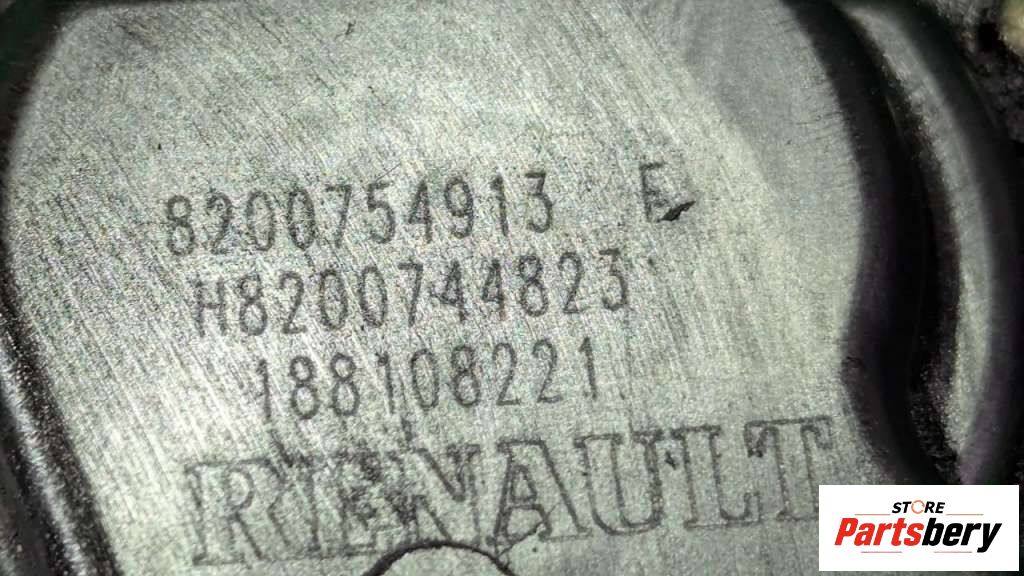 8200754913 E
H8200744823
188108221
RENAULT
STORE
Partsbery